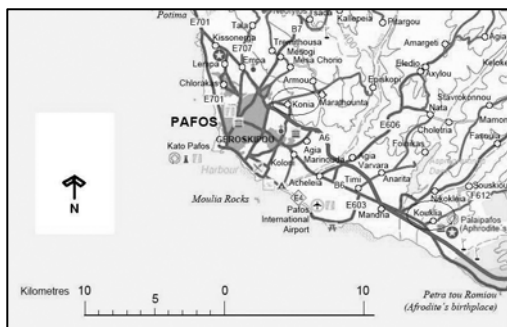 Potima
E701
Kissonerga
Tala
Tsada
Kallepeia
Pitargou
B7
E707
Tremithousa
Mesogi
Amargeti
Agia
Lempa
Empa
Mesa Chorio
Eledio
Axylou
Chlorakas
Armou
Episkopi
Marathounta
Stavrokonnou
E701
Konia
Nata
PAFOS
E606
Choletria
GEROSKIPOU
A6
Foinikas
Kato Pafos
Koloni
Agia
Marinouda
Agia
Varvara
Harbour
Timi
Anarita
Acheleia
B6
Souskiou
Moulia Rocks
E4
E603
Nikokleia
F612
Pafos
International
Airport
Mandria
Kouklia
Palaipafos
(Aphrodite's
N
Kilometres
10
5
0
10
Petra tou Romiou
(Afrodite's birthplace)